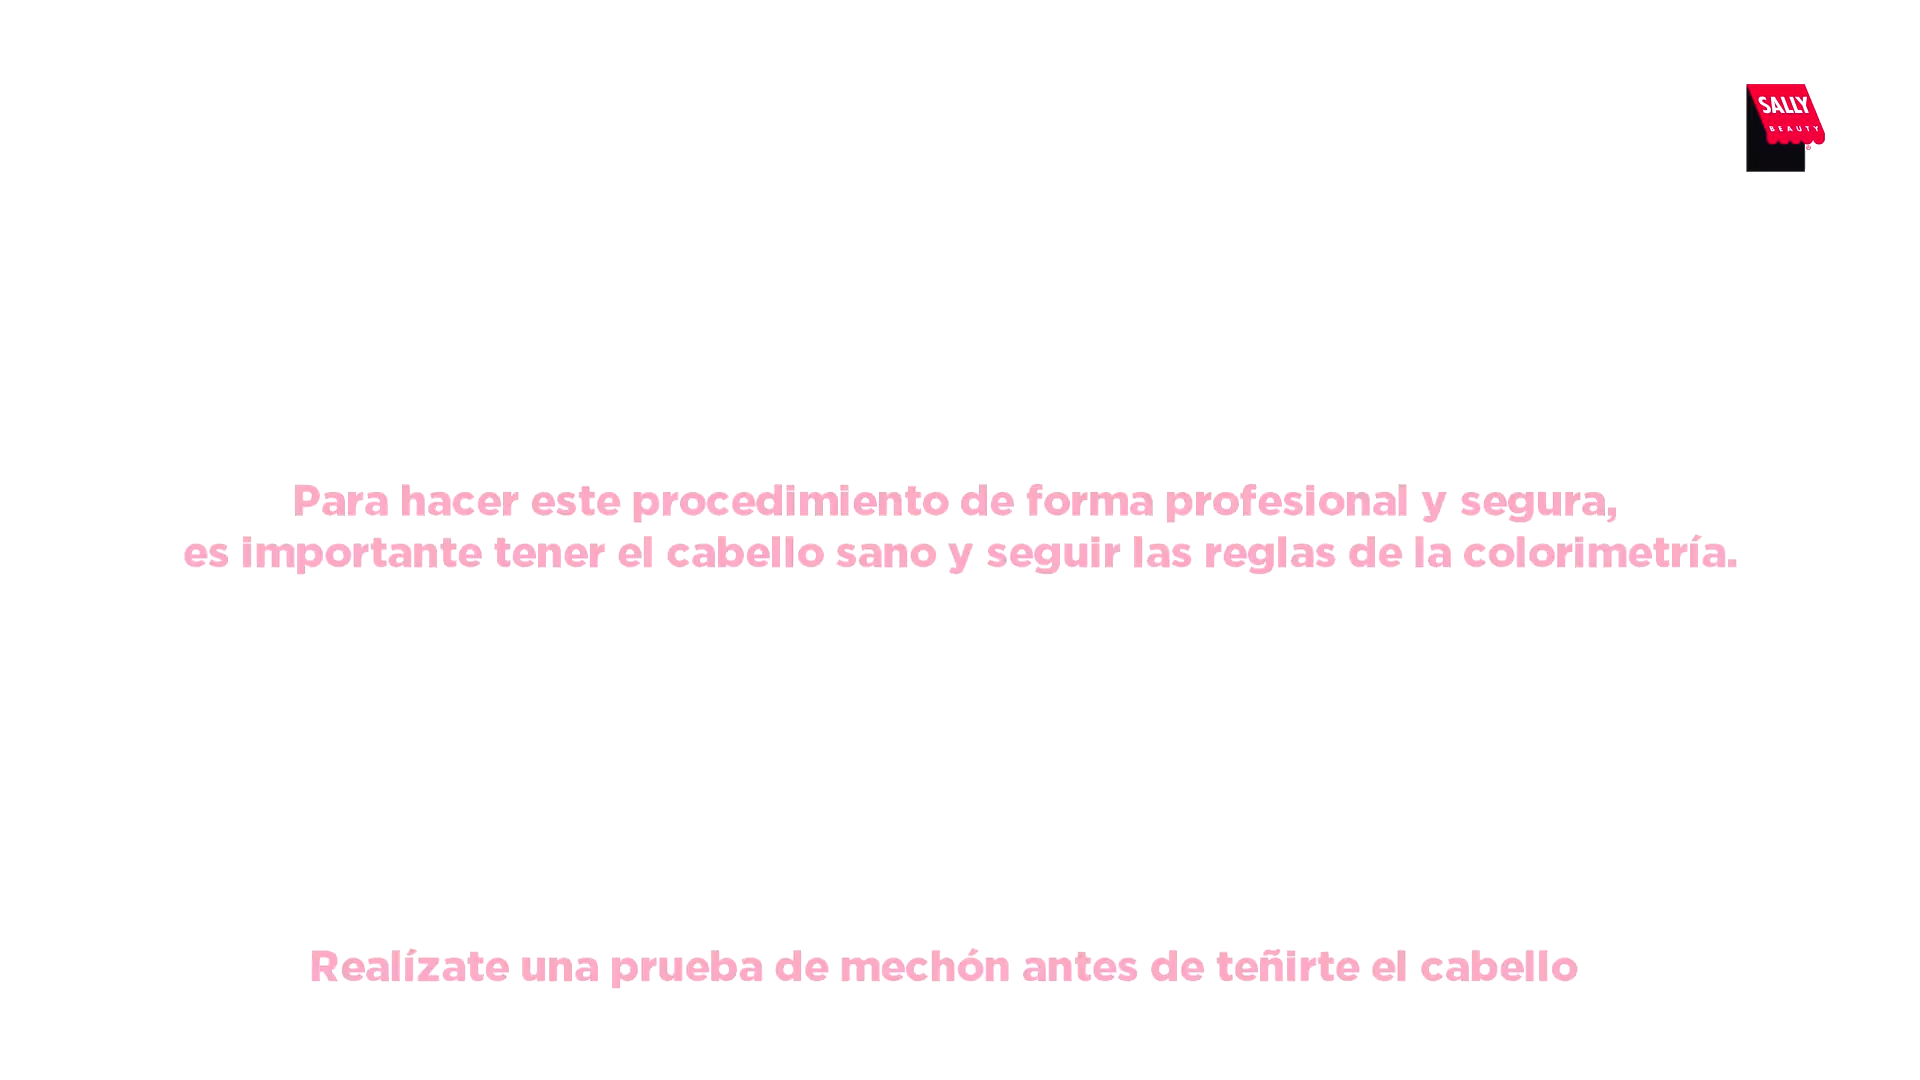 SALLY
BEAUTY
Para hacer este procedimiento de forma profesional y segura,
es importante tener el cabello sano y seguir las reglas de la colorimetría.
Realízate una prueba de mechón antes de teñirte el cabello